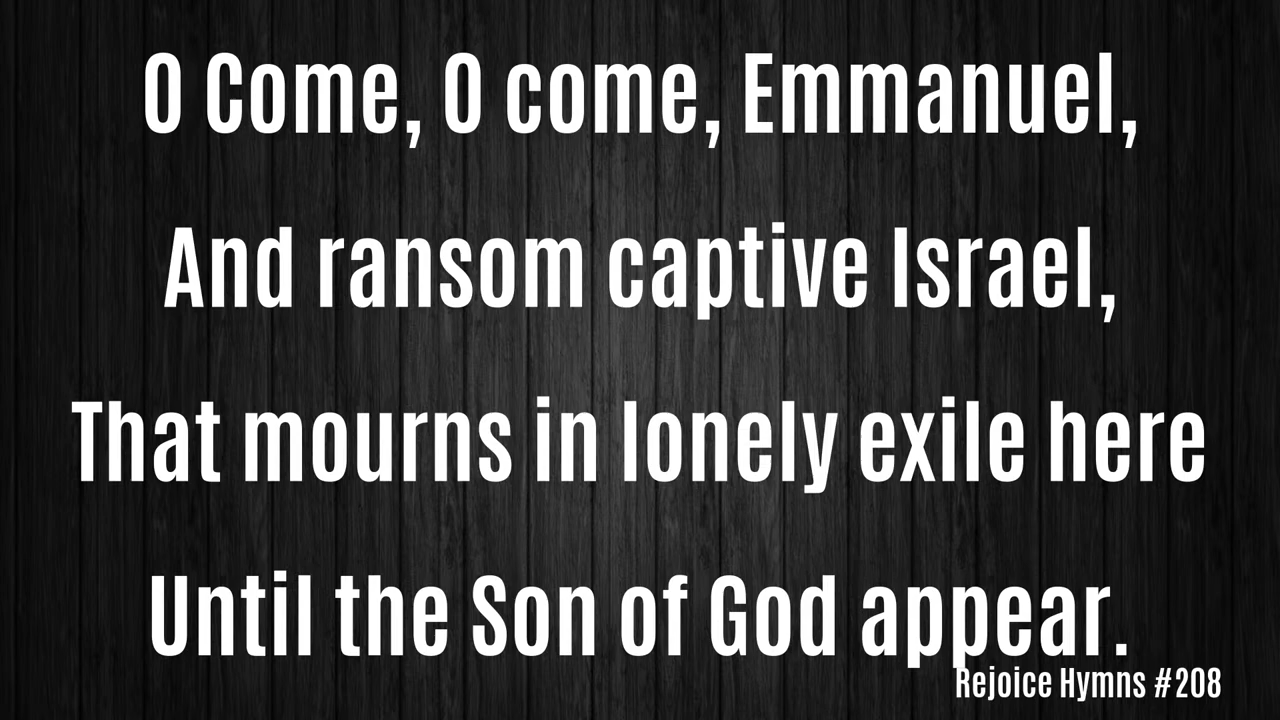 O Come, O come, Emmanuel,
And ransom captive Israel,
That mourns in lonely exile here
Until the Son of God appear.
Rejoice Hymns #208